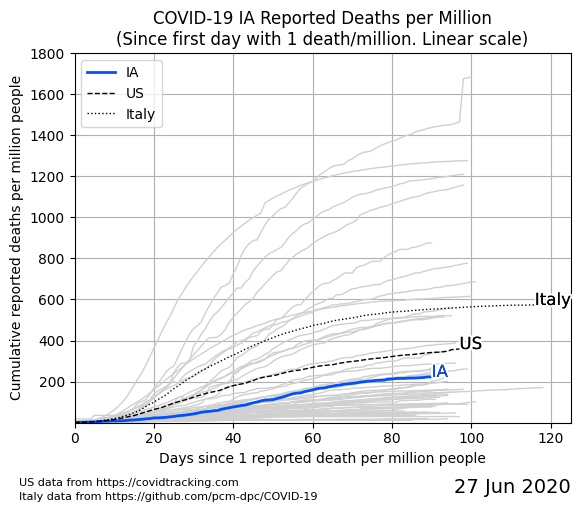 COVID-19 IA Reported Deaths per Million
(Since first day with 1 death/million. Linear scale)
Cumulative reported deaths per million people
1800
1600
1400
1200
1000
800
600
400
200
IA
US
Italy
Italy
US
IA
0
20
40
60
80
100
120
Days since 1 reported death per million people
US data from https://covidtracking.com
Italy data from https://github.com/pcm-dpc/COVID-19
27 Jun 2020